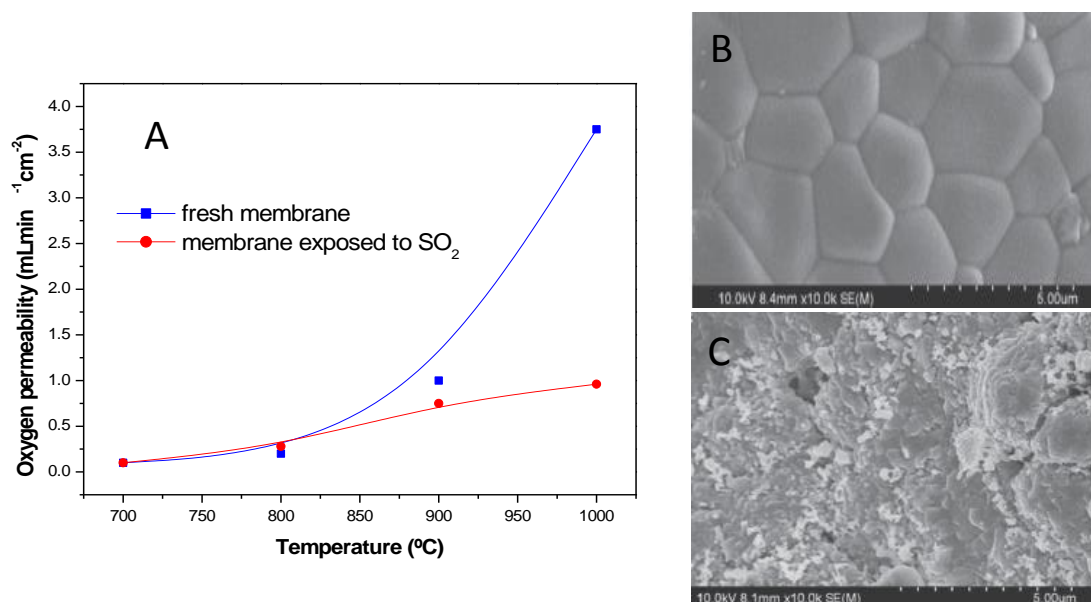 A
fresh membrane
membrane exposed to SO₂
Oxygen permeability (mLmin⁻¹cm⁻²)
4.0
3.5
3.0
2.5
2.0
1.5
1.0
0.5
0.0
700 750 800 850 900 950 1000
Temperature (ºC)
B
10.0kV 8.4mm x10.0k SE(M) 5.00um
C
10.0kV 8.1mm x10.0k SE(M) 5.00um